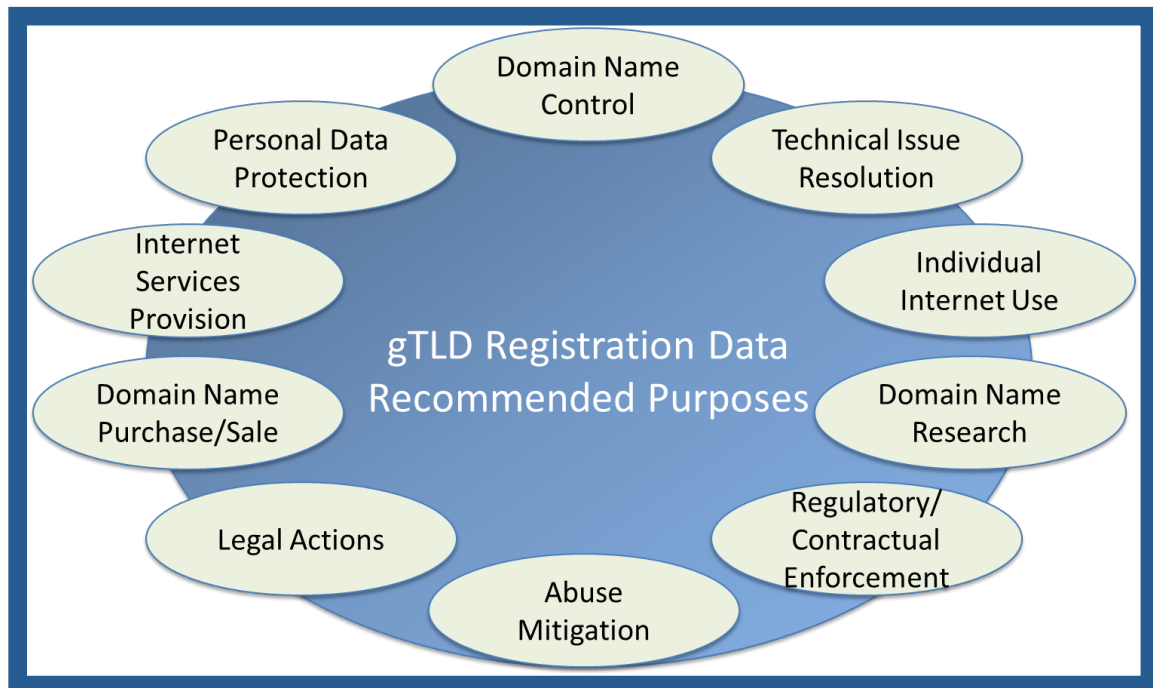 Domain Name
Control
Personal Data
Protection
Technical Issue
Resolution
Internet
Services
Provision
Individual
Internet Use
gTLD Registration Data
Recommended Purposes
Domain Name
Purchase/Sale
Domain Name
Research
Legal Actions
Regulatory/
Contractual
Enforcement
Abuse
Mitigation